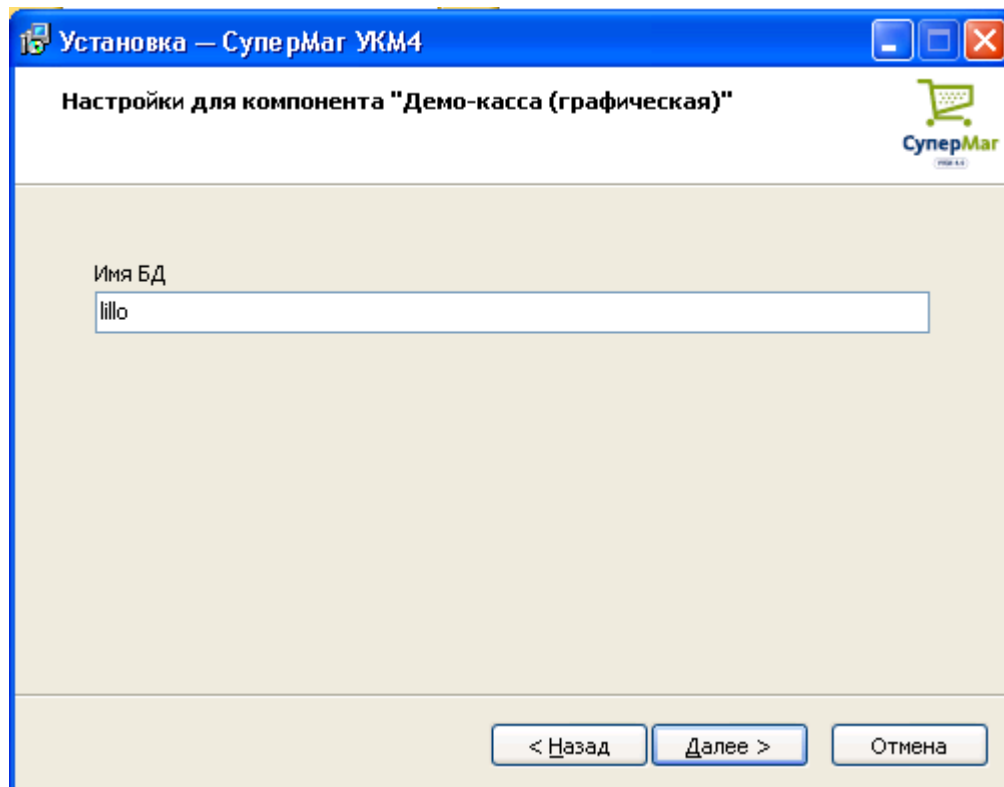 Установка — СуперМаг УКМ4
Настройки для компонента "Демо-касса (графическая)"
СуперМаг
Имя БД
lillo
< Назад
Далее >
Отмена